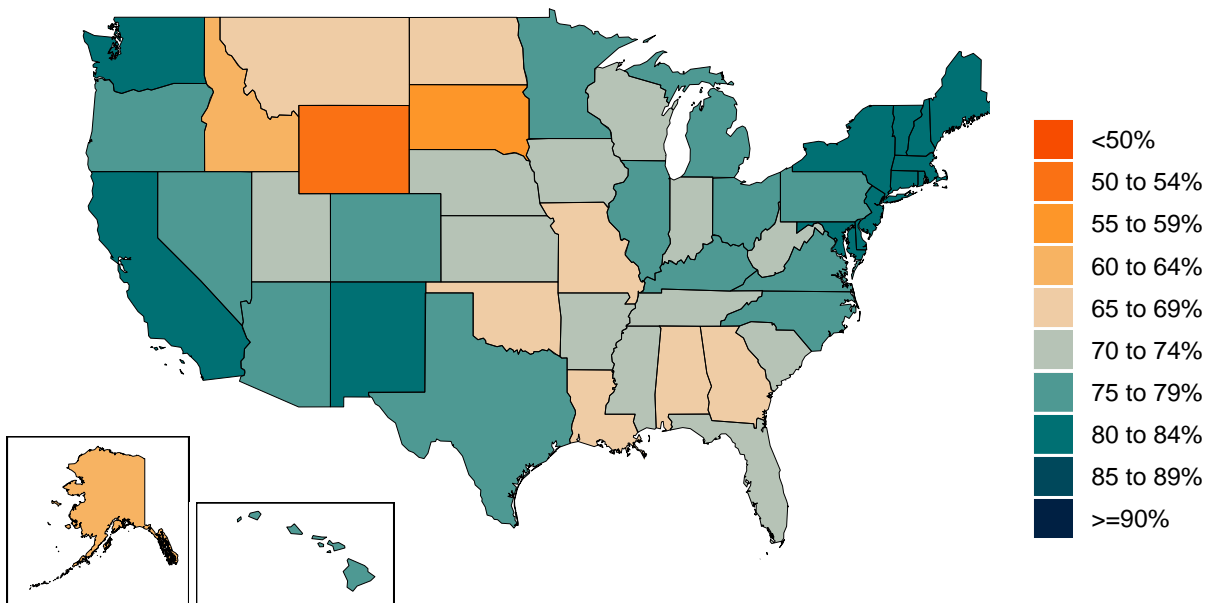 <50%
50 to 54%
55 to 59%
60 to 64%
65 to 69%
70 to 74%
75 to 79%
80 to 84%
85 to 89%
>=90%